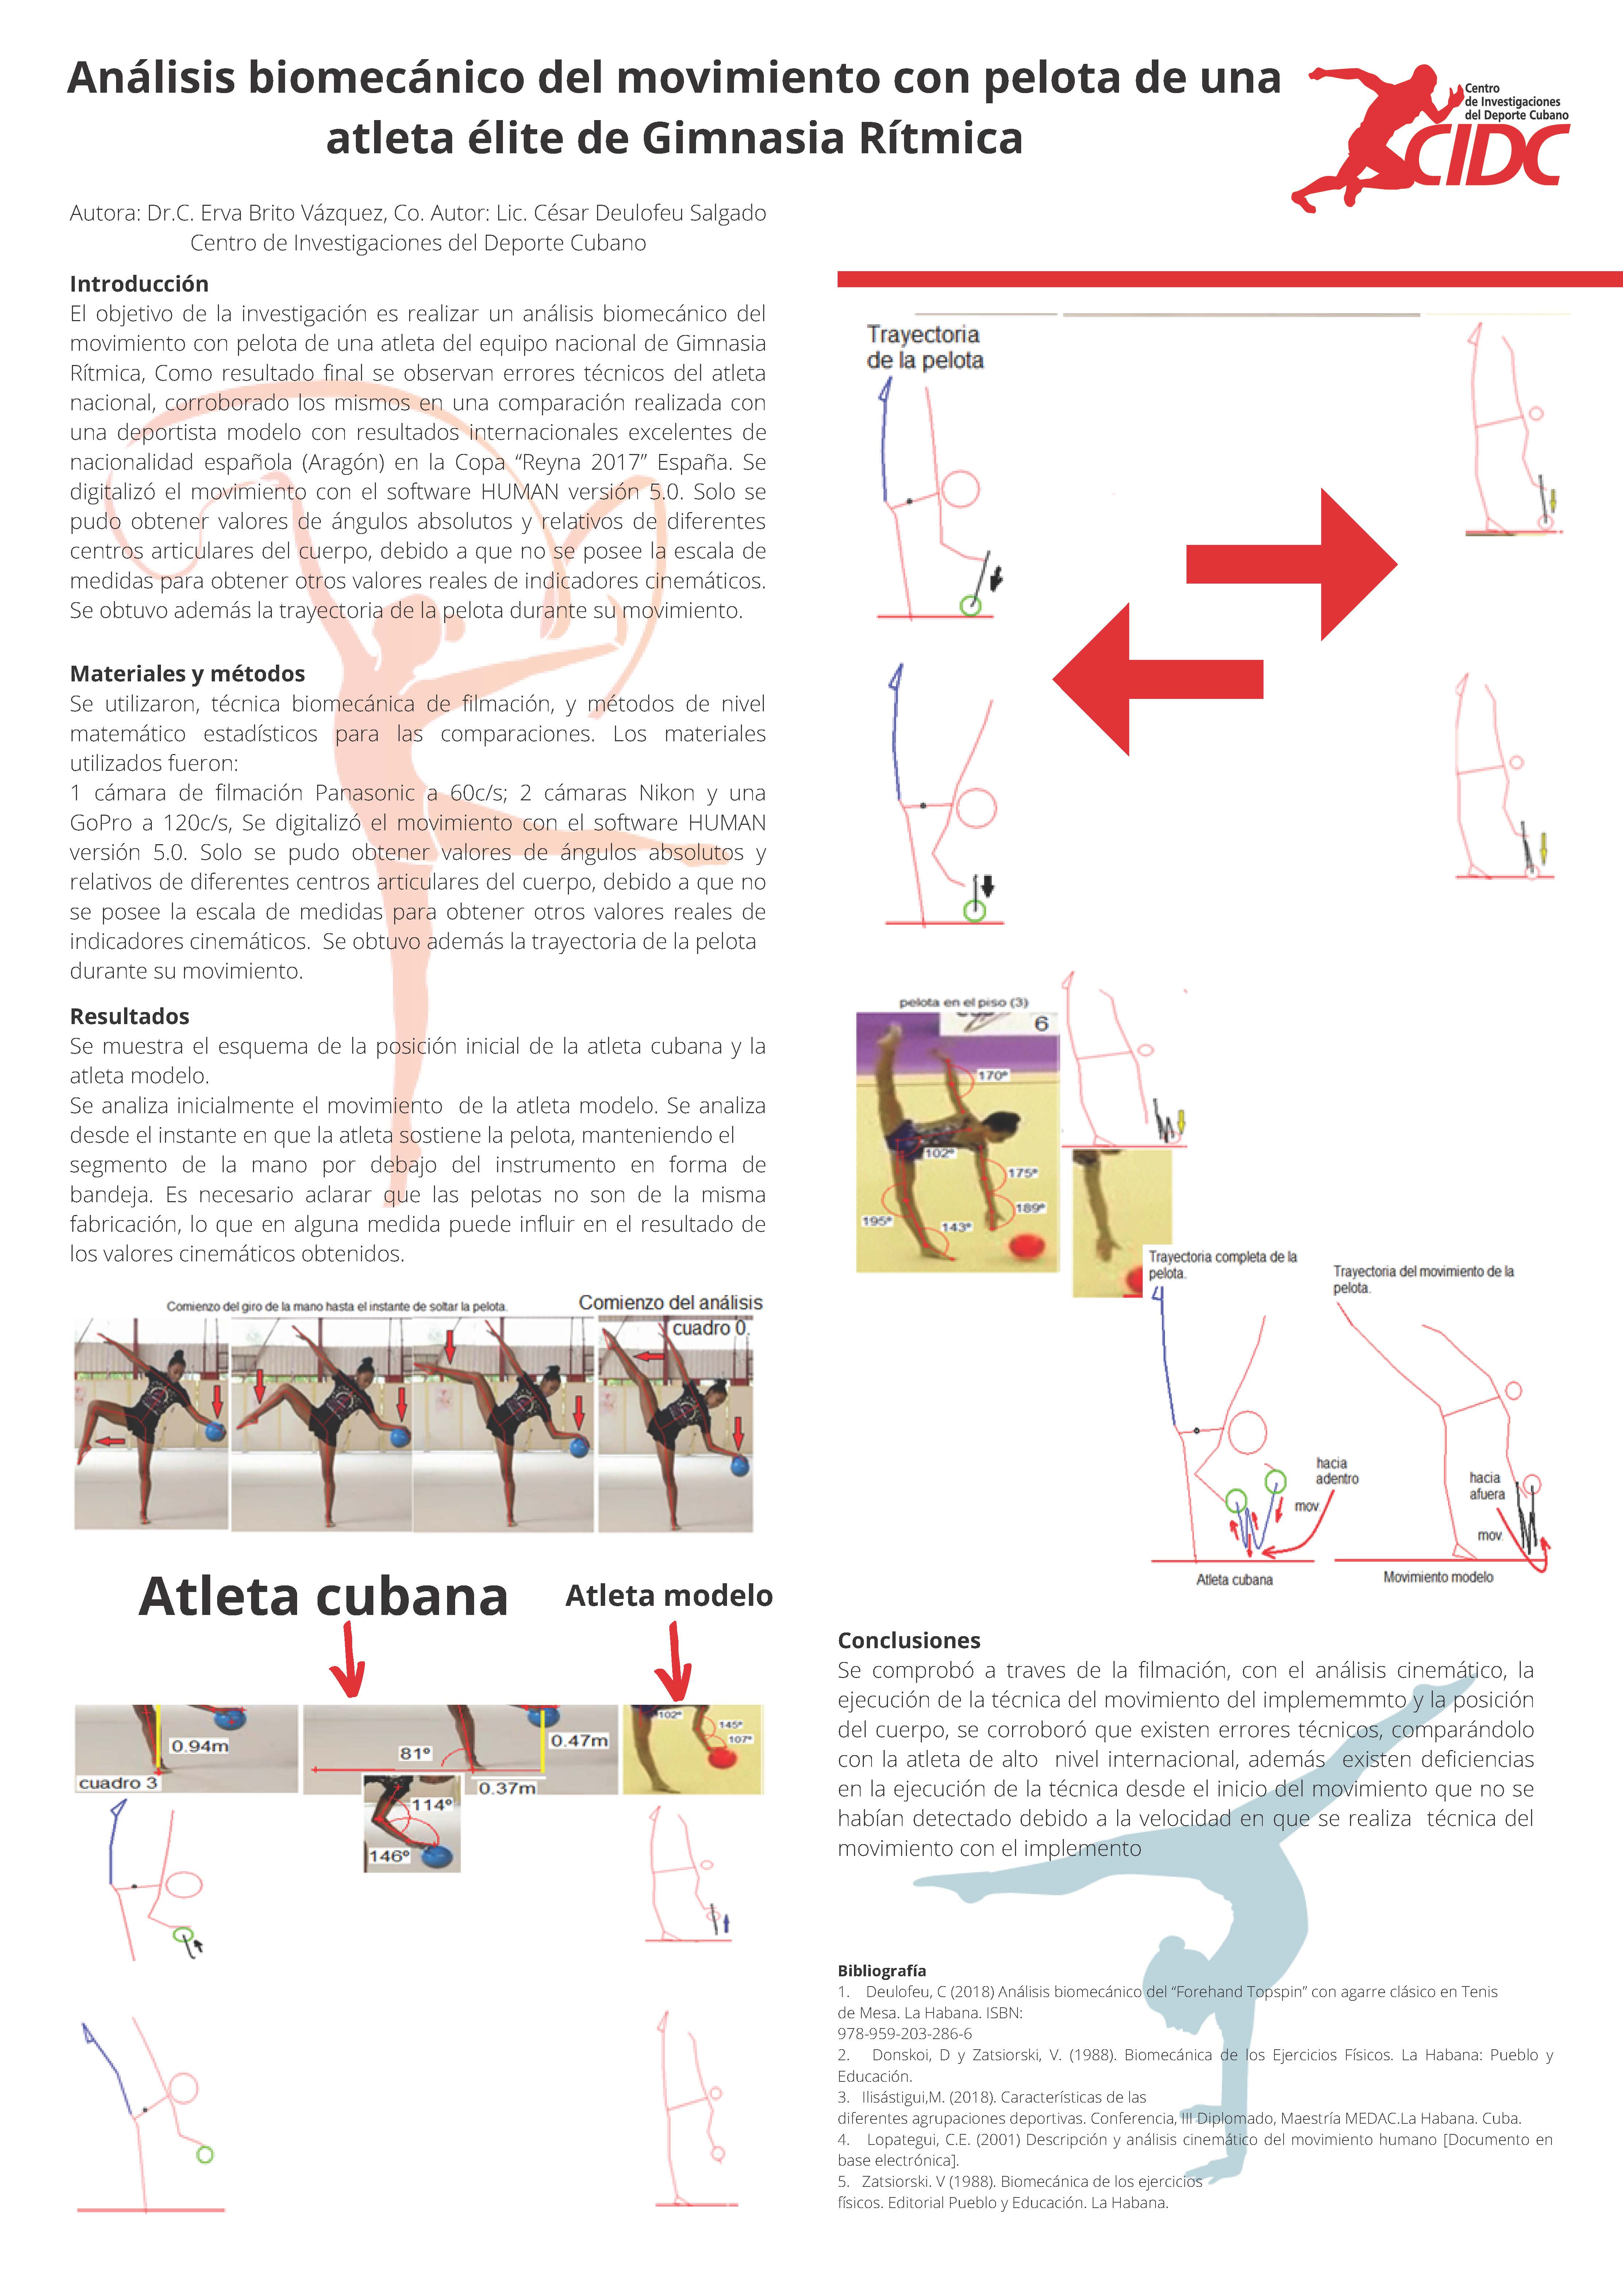 Análisis biomecánico del movimiento con pelota de una
atleta élite de Gimnasia Rítmica
Centro
de Investigaciones
del Deporte Cubano
CIDC
Autora: Dr.C. Erva Brito Vázquez, Co. Autor: Lic. César Deulofeu Salgado
Centro de Investigaciones del Deporte Cubano
Introducción
El objetivo de la investigación es realizar un análisis biomecánico del
movimiento con pelota de una atleta del equipo nacional de Gimnasia
Rítmica, Como resultado final se observan errores técnicos del atleta
nacional, corroborado los mismos en una comparación realizada con
una deportista modelo con resultados internacionales excelentes de
nacionalidad española (Aragón) en la Copa “Reyna 2017” España. Se
digitalizó el movimiento con el software HUMAN versión 5.0. Solo se
pudo obtener valores de ángulos absolutos y relativos de diferentes
centros articulares del cuerpo, debido a que no se posee la escala de
medidas para obtener otros valores reales de indicadores cinemáticos.
Se obtuvo además la trayectoria de la pelota durante su movimiento.
Materiales y métodos
Se utilizaron, técnica biomecánica de filmación, y métodos de nivel
matemático estadísticos para las comparaciones. Los materiales
utilizados fueron:
1 cámara de filmación Panasonic a 60c/s; 2 cámaras Nikon y una
GoPro a 120c/s, Se digitalizó el movimiento con el software HUMAN
versión 5.0. Solo se pudo obtener valores de ángulos absolutos y
relativos de diferentes centros articulares del cuerpo, debido a que no
se posee la escala de medidas para obtener otros valores reales de
indicadores cinemáticos. Se obtuvo además la trayectoria de la pelota
durante su movimiento.
Resultados
Se muestra el esquema de la posición inicial de la atleta cubana y la
atleta modelo.
Se analiza inicialmente el movimiento de la atleta modelo. Se analiza
desde el instante en que la atleta sostiene la pelota, manteniendo el
segmento de la mano por debajo del instrumento en forma de
bandeja. Es necesario aclarar que las pelotas no son de la misma
fabricación, lo que en alguna medida puede influir en el resultado de
los valores cinemáticos obtenidos.
Comienzo del giro de la mano hasta el instante de soltar la pelota.
Comienzo del análisis
cuadro 0.
Atleta cubana
Atleta modelo
0.94m
cuadro 3
81º
0.47m
0.37m
114º
146º
102º
145º
107º
Trayectoria
de la pelota
pelota en el piso (3)
6
170º
102º
175º
189º
195º
143º
Trayectoria completa de la
pelota.
hacia
adentro
mov
Atleta cubana
Trayectoria del movimiento de la
pelota.
hacia
afuera
mov.
Movimiento modelo
Conclusiones
Se comprobó a traves de la filmación, con el análisis cinemático, la
ejecución de la técnica del movimiento del implememmto y la posición
del cuerpo, se corroboró que existen errores técnicos, comparándolo
con la atleta de alto nivel internacional, además existen deficiencias
en la ejecución de la técnica desde el inicio del movimiento que no se
habían detectado debido a la velocidad en que se realiza técnica del
movimiento con el implemento
Bibliografía
1. Deulofeu, C (2018) Análisis biomecánico del “Forehand Topspin” con agarre clásico en Tenis
de Mesa. La Habana. ISBN:
978-959-203-286-6
2. Donskoi, D y Zatsiorski, V. (1988). Biomecánica de los Ejercicios Físicos. La Habana: Pueblo y
Educación.
3. Ilisástigui,M. (2018). Características de las
diferentes agrupaciones deportivas. Conferencia, III Diplomado, Maestría MEDAC.La Habana. Cuba.
4. Lopategui, C.E. (2001) Descripción y análisis cinemático del movimiento humano [Documento en
base electrónica].
5. Zatsiorski. V (1988). Biomecánica de los ejercicios
físicos. Editorial Pueblo y Educación. La Habana.